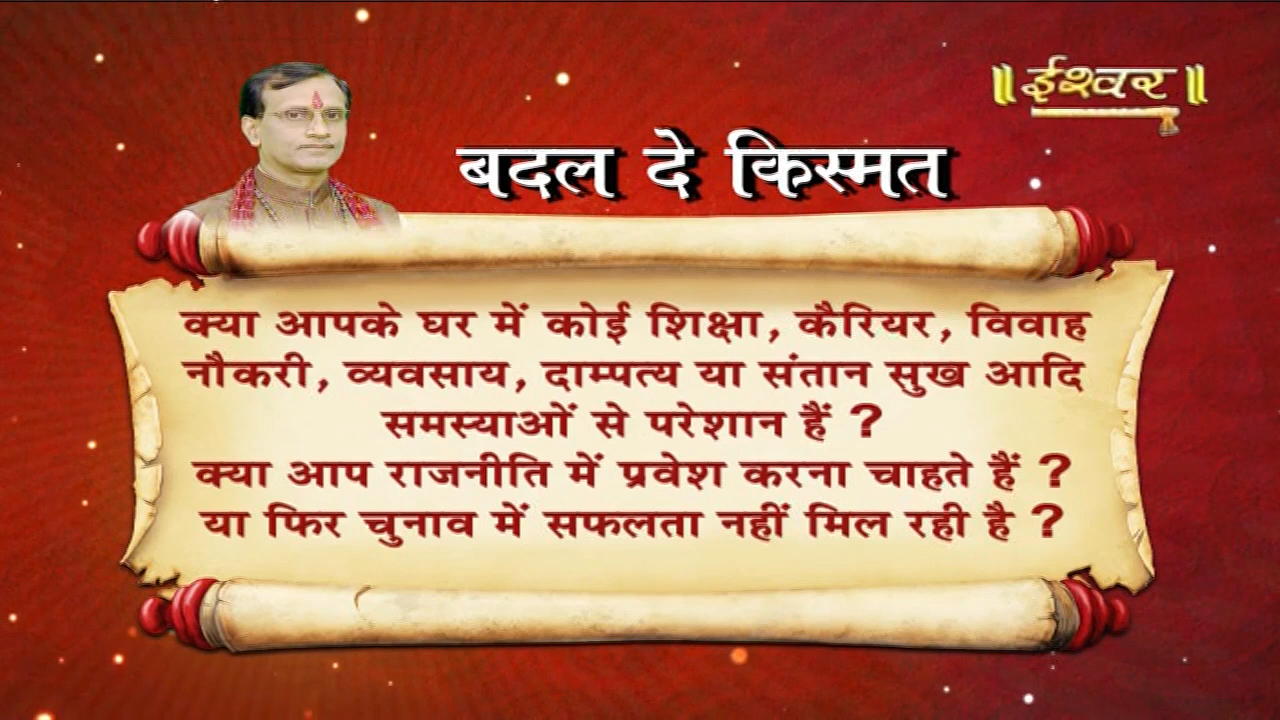 ॥ ईश्वर ॥
बदल दे किस्मत
क्या आपके घर में कोई शिक्षा, कैरियर, विवाह
नौकरी, व्यवसाय, दाम्पत्य या संतान सुख आदि
समस्याओं से परेशान हैं ?
क्या आप राजनीति में प्रवेश करना चाहते हैं ?
या फिर चुनाव में सफलता नहीं मिल रही है ?